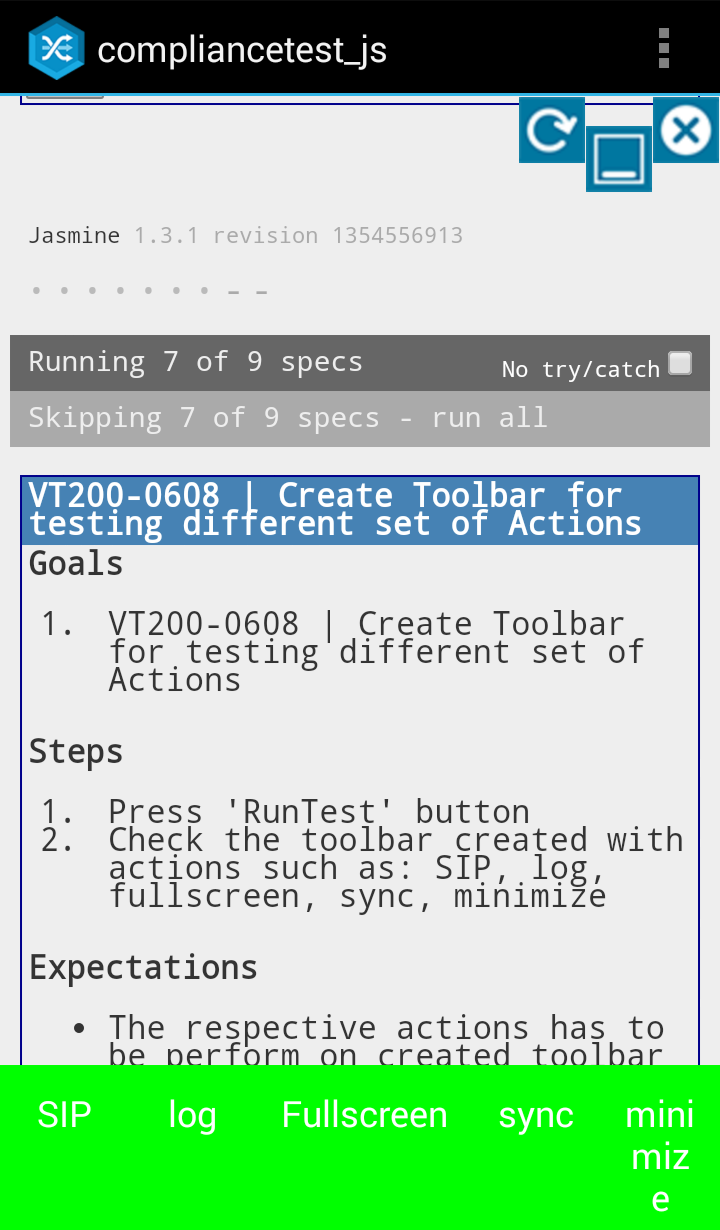 compliancetest_js
Jasmine 1.3.1 revision 1354556913
• • • • • • • - -
Running 7 of 9 specs
No try/catch
Skipping 7 of 9 specs - run all
VT200-0608 | Create Toolbar for
testing different set of Actions
Goals
1. VT200-0608 | Create Toolbar
for testing different set of
Actions
Steps
1. Press 'RunTest' button
2. Check the toolbar created with
actions such as: SIP, log,
fullscreen, sync, minimize
Expectations
• The respective actions has to
be perform on created toolbar
SIP log Fullscreen sync mini
miz
e